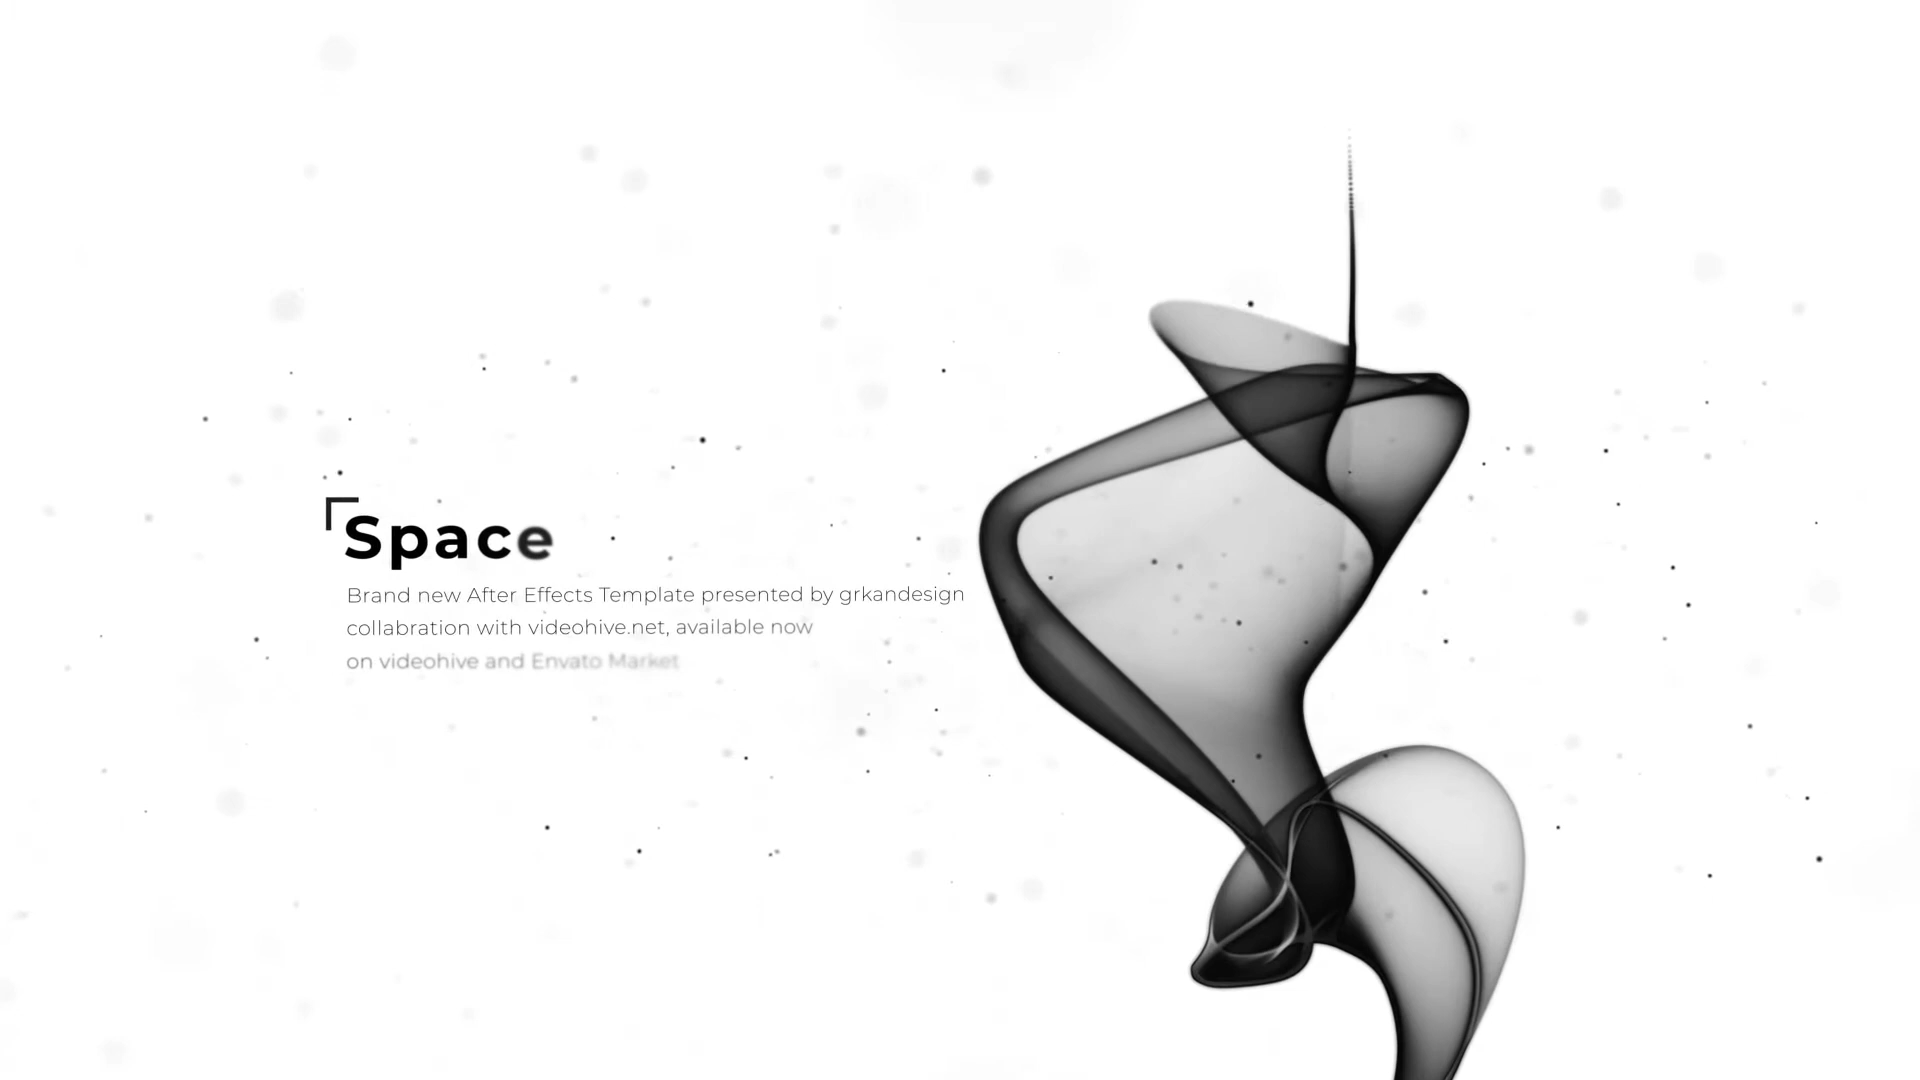 Space
Brand new After Effects Template presented by grkandesign
collabration with videohive.net, available now
on videohive and Envato Market